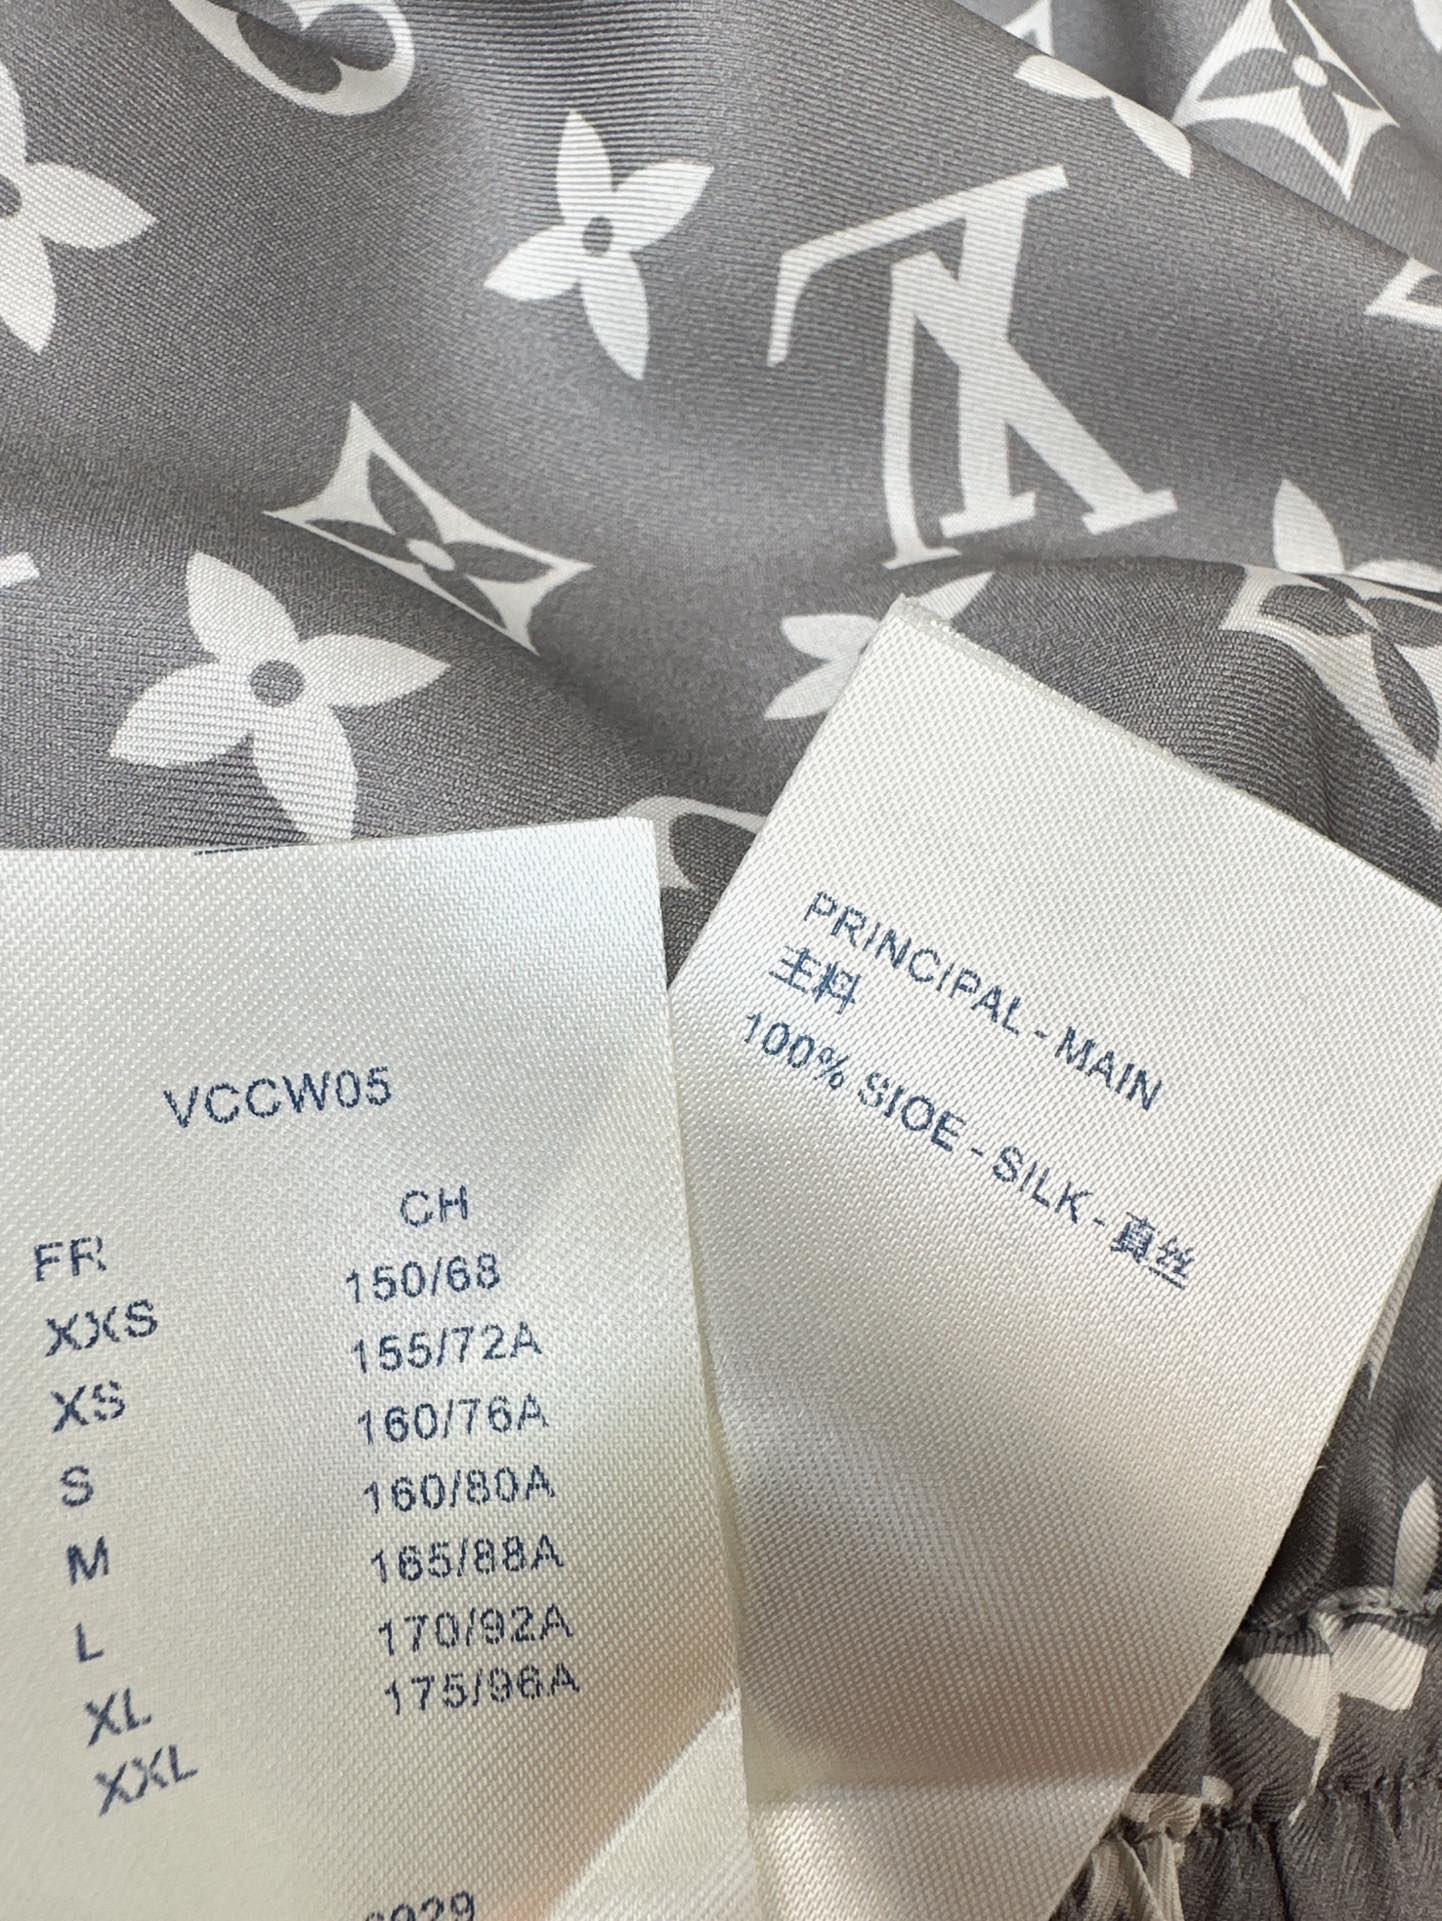 VCCW05
FR CH
XXS 150/68
XS 155/72A
S 160/76A
M 160/80A
L 165/88A
XL 170/92A
XXL 175/96A
PRINCIPAL - MAIN
主料
100% SIOE - SILK - 真丝